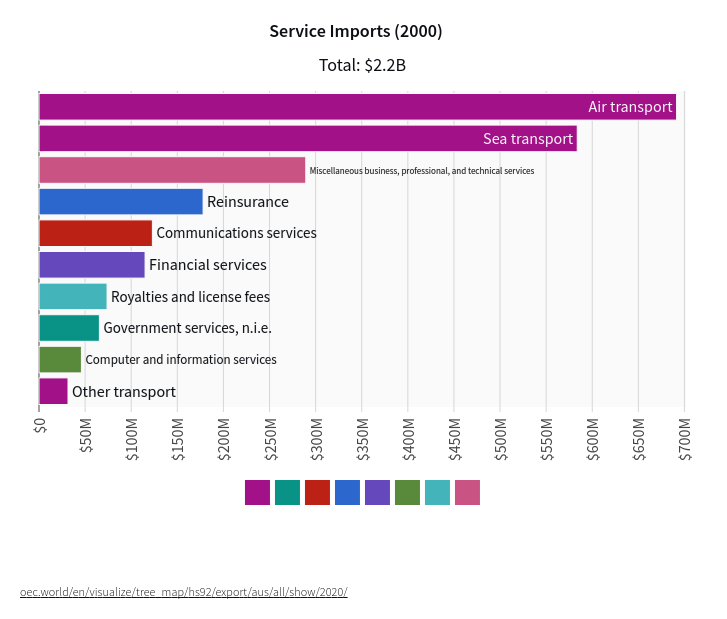 Service Imports (2000)
Total: $2.2B
Air transport
Sea transport
Miscellaneous business, professional, and technical services
Reinsurance
Communications services
Financial services
Royalties and license fees
Government services, n.i.e.
Computer and information services
Other transport
$0
$50M
$100M
$150M
$200M
$250M
$300M
$350M
$400M
$450M
$500M
$550M
$600M
$650M
$700M
oec.world/en/visualize/tree_map/hs92/export/aus/all/show/2020/